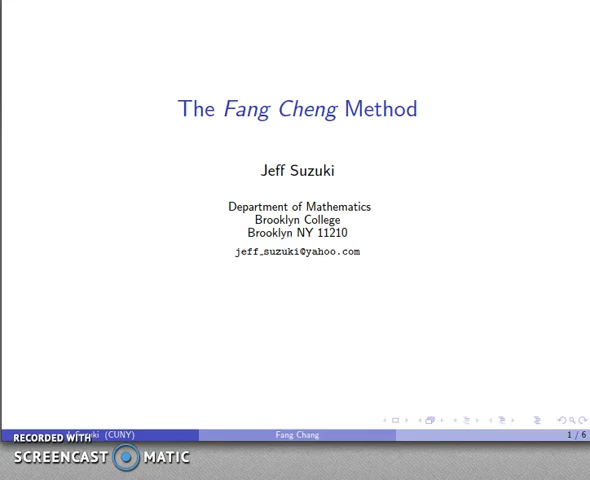 The Fang Cheng Method
Jeff Suzuki
Department of Mathematics
Brooklyn College
Brooklyn NY 11210
jeff_suzuki@yahoo.com
(CUNY)
Fang Chang
1 / 6
RECORDED WITH
SCREENCAST MATIC